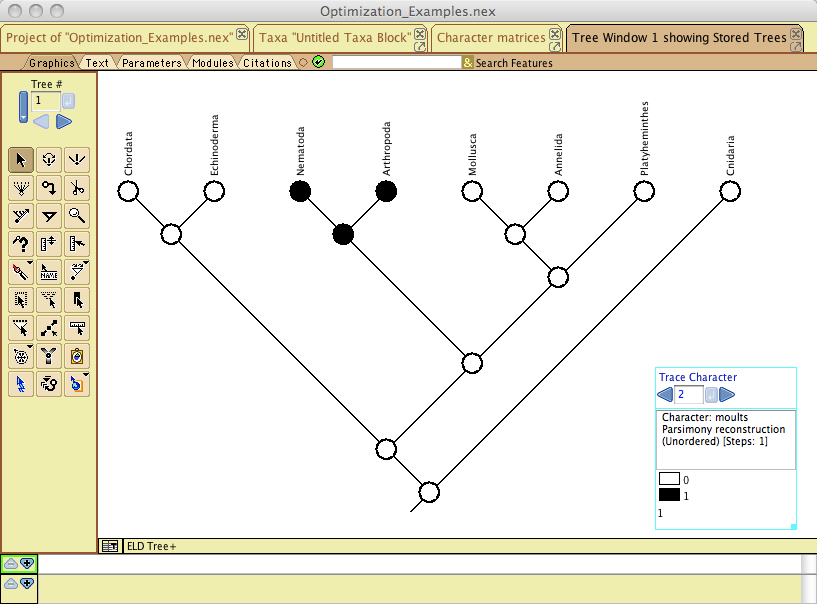 Optimization_Examples.nex
Project of "Optimization_Examples.nex"
Taxa "Untitled Taxa Block"
Character matrices
Tree Window 1 showing Stored Trees
Graphics Text Parameters Modules Citations & Search Features
Tree #
1
Chordata
Echinoderma
Nematoda
Arthropoda
Mollusca
Annelida
Platyheminthes
Cnidaria
NAME
Trace Character
2
Character: moults
Parsimony reconstruction
(Unordered) [Steps: 1]
0
1
1
ELD Tree+